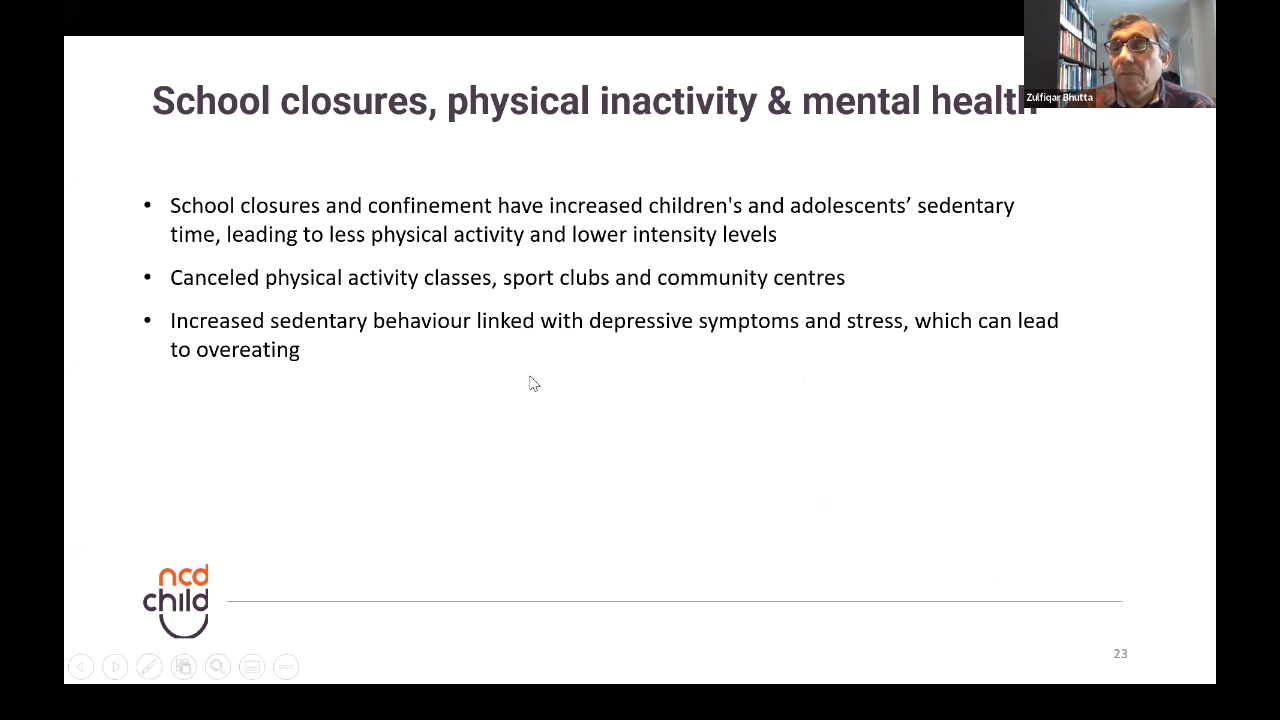 School closures, physical inactivity & mental health
Zulfiqar Bhutta
• School closures and confinement have increased children's and adolescents’ sedentary
time, leading to less physical activity and lower intensity levels
• Canceled physical activity classes, sport clubs and community centres
• Increased sedentary behaviour linked with depressive symptoms and stress, which can lead
to overeating
ncd
child
23